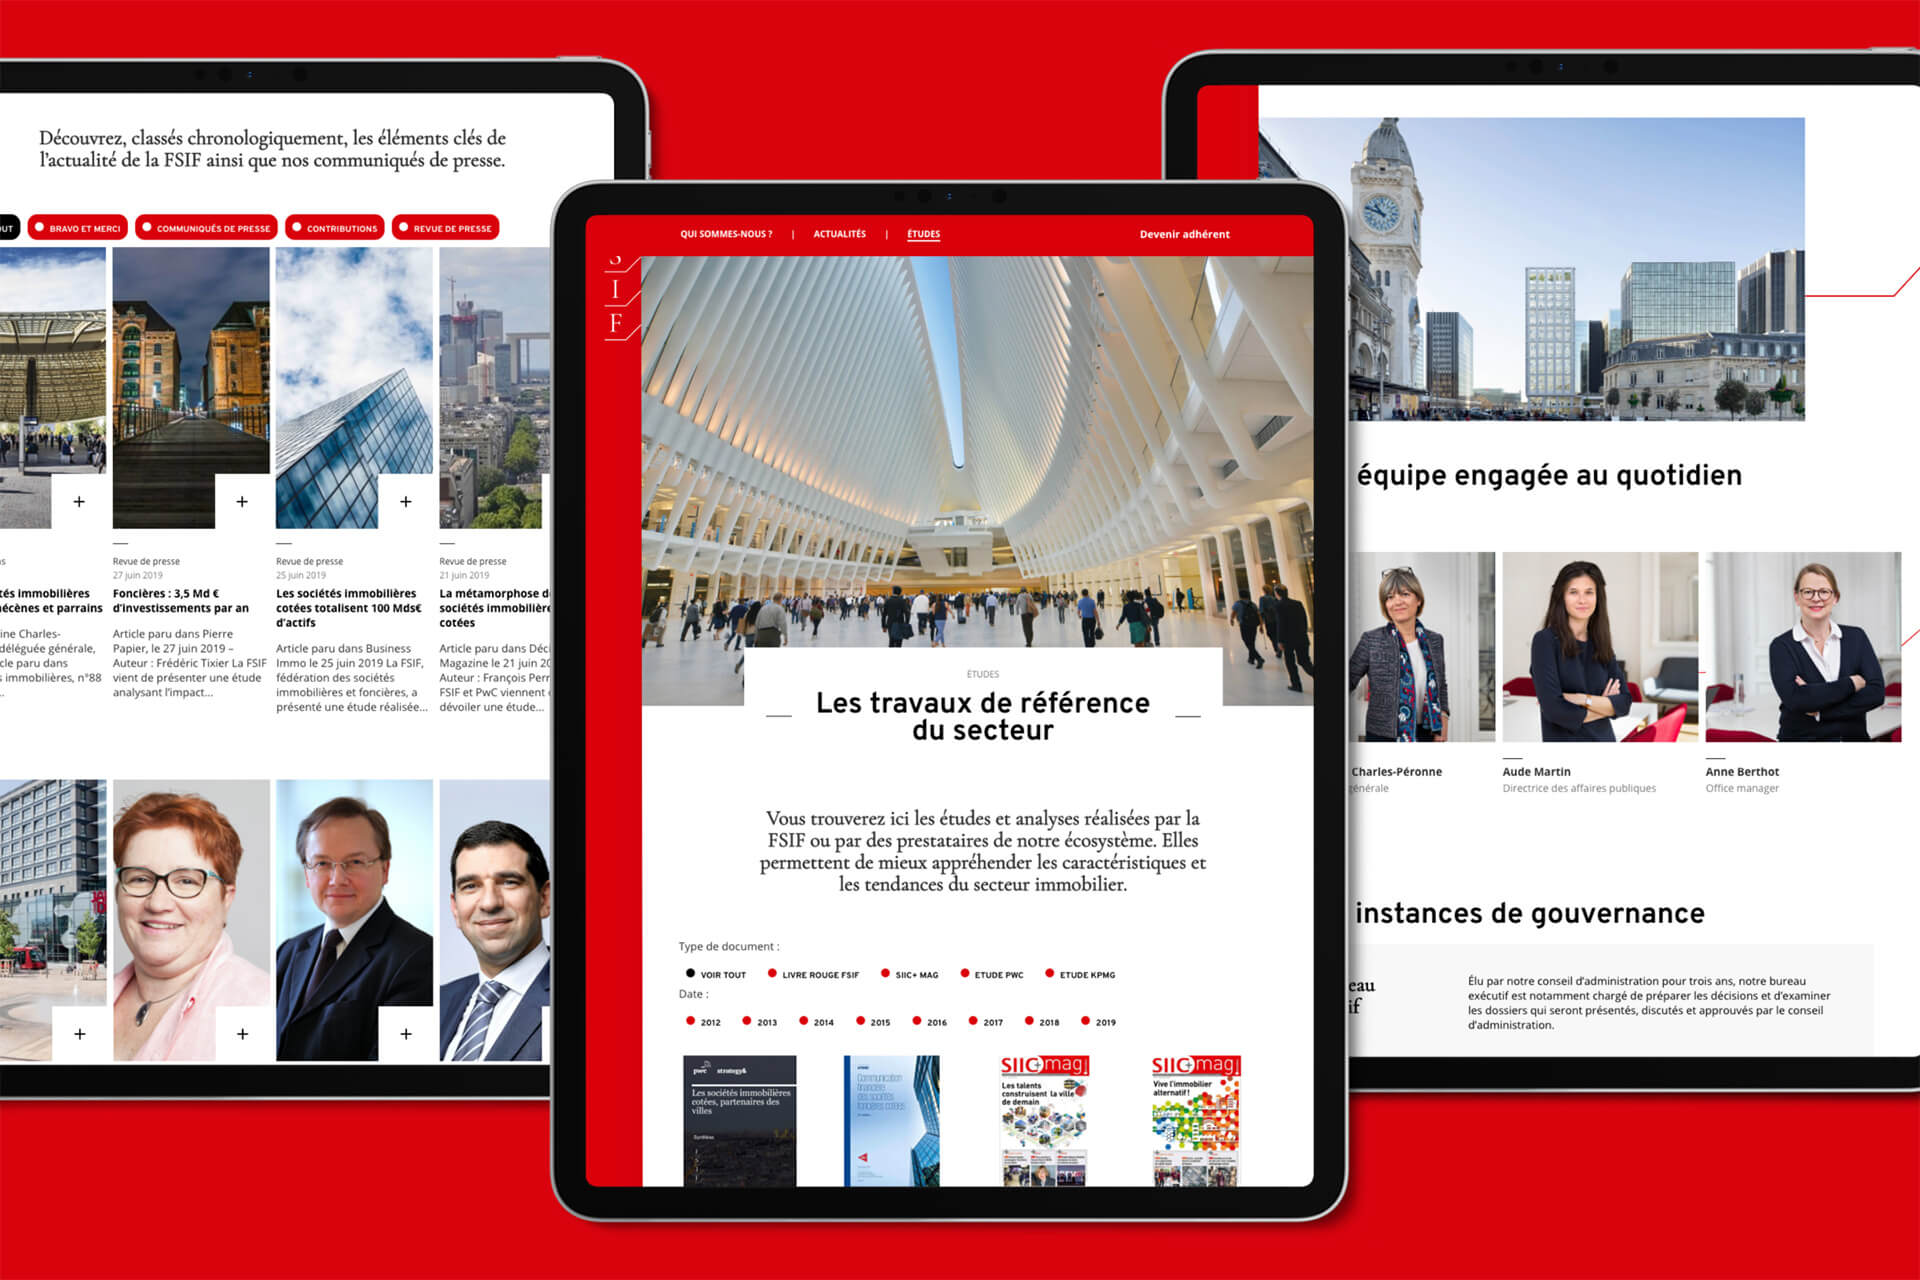 Découvrez, classés chronologiquement, les éléments clés de
l'actualité de la FSIF ainsi que nos communiqués de presse.
OUT
BRAVO ET MERCI
COMMUNIQUÉS DE PRESSE
CONTRIBUTIONS
REVUE DE PRESSE
+
+
+
Revue de presse
27 juin 2019
Foncières : 3,5 Md €
d'investissements par an
Article paru dans Pierre
Papier, le 27 juin 2019 –
Auteur : Frédéric Tixier La FSIF
vient de présenter une étude
analysant l'impact...
Revue de presse
25 juin 2019
Les sociétés immobilières
cotées totalisent 100 Mds€
d'actifs
Article paru dans Business
Immo le 25 juin 2019 La FSIF,
fédération des sociétés
immobilières et foncières, a
présenté une étude réalisée...
Revue de presse
21 juin 2019
La métamorphose d
sociétés immobilière
cotées
Article paru dans Déci
Magazine le 21 juin 20
Auteur : François Perr
FSIF et PwC viennent
dévoiler une étude...
tés immobilières
écènes et parrains
ine Charles-
déléguée générale,
cle paru dans
s immobilières, n°88
+
+
+
QUI SOMMES-NOUS ? | ACTUALITÉS | ÉTUDES
Devenir adhérent
S
I
F
ÉTUDES
Les travaux de référence
du secteur
Vous trouverez ici les études et analyses réalisées par la
FSIF ou par des prestataires de notre écosystème. Elles
permettent de mieux appréhender les caractéristiques et
les tendances du secteur immobilier.
Type de document :
VOIR TOUT
LIVRE ROUGE FSIF
SIIC+ MAG
ETUDE PWC
ETUDE KPMG
Date :
2012
2013
2014
2015
2016
2017
2018
2019
pwc strategy&
Les sociétés immobilières
cotées, partenaires des
villes
Synthèse
Communication
financière
des sociétés
foncières cotées
SIIC+mag!
Les talents
construisent la ville
de demain
SIIC+mag!
Vive l'immobilier
alternatif !
équipe engagée au quotidien
Charles-Péronne
générale
Aude Martin
Directrice des affaires publiques
Anne Berthot
Office manager
instances de gouvernance
eau
if
Élu par notre conseil d'administration pour trois ans, notre bureau
exécutif est notamment chargé de préparer les décisions et d'examiner
les dossiers qui seront présentés, discutés et approuvés par le conseil
d'administration.